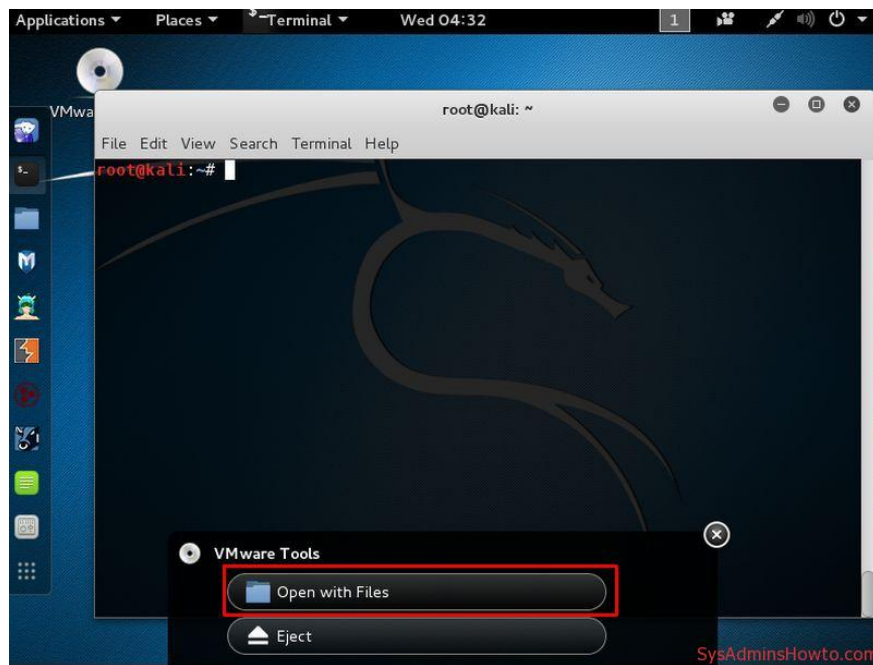 Applications Places Terminal Wed 04:32 1
VMwa
root@kali: ~
File Edit View Search Terminal Help
root@kali:~#
VMware Tools
Open with Files
Eject
SysAdminsHowto.com